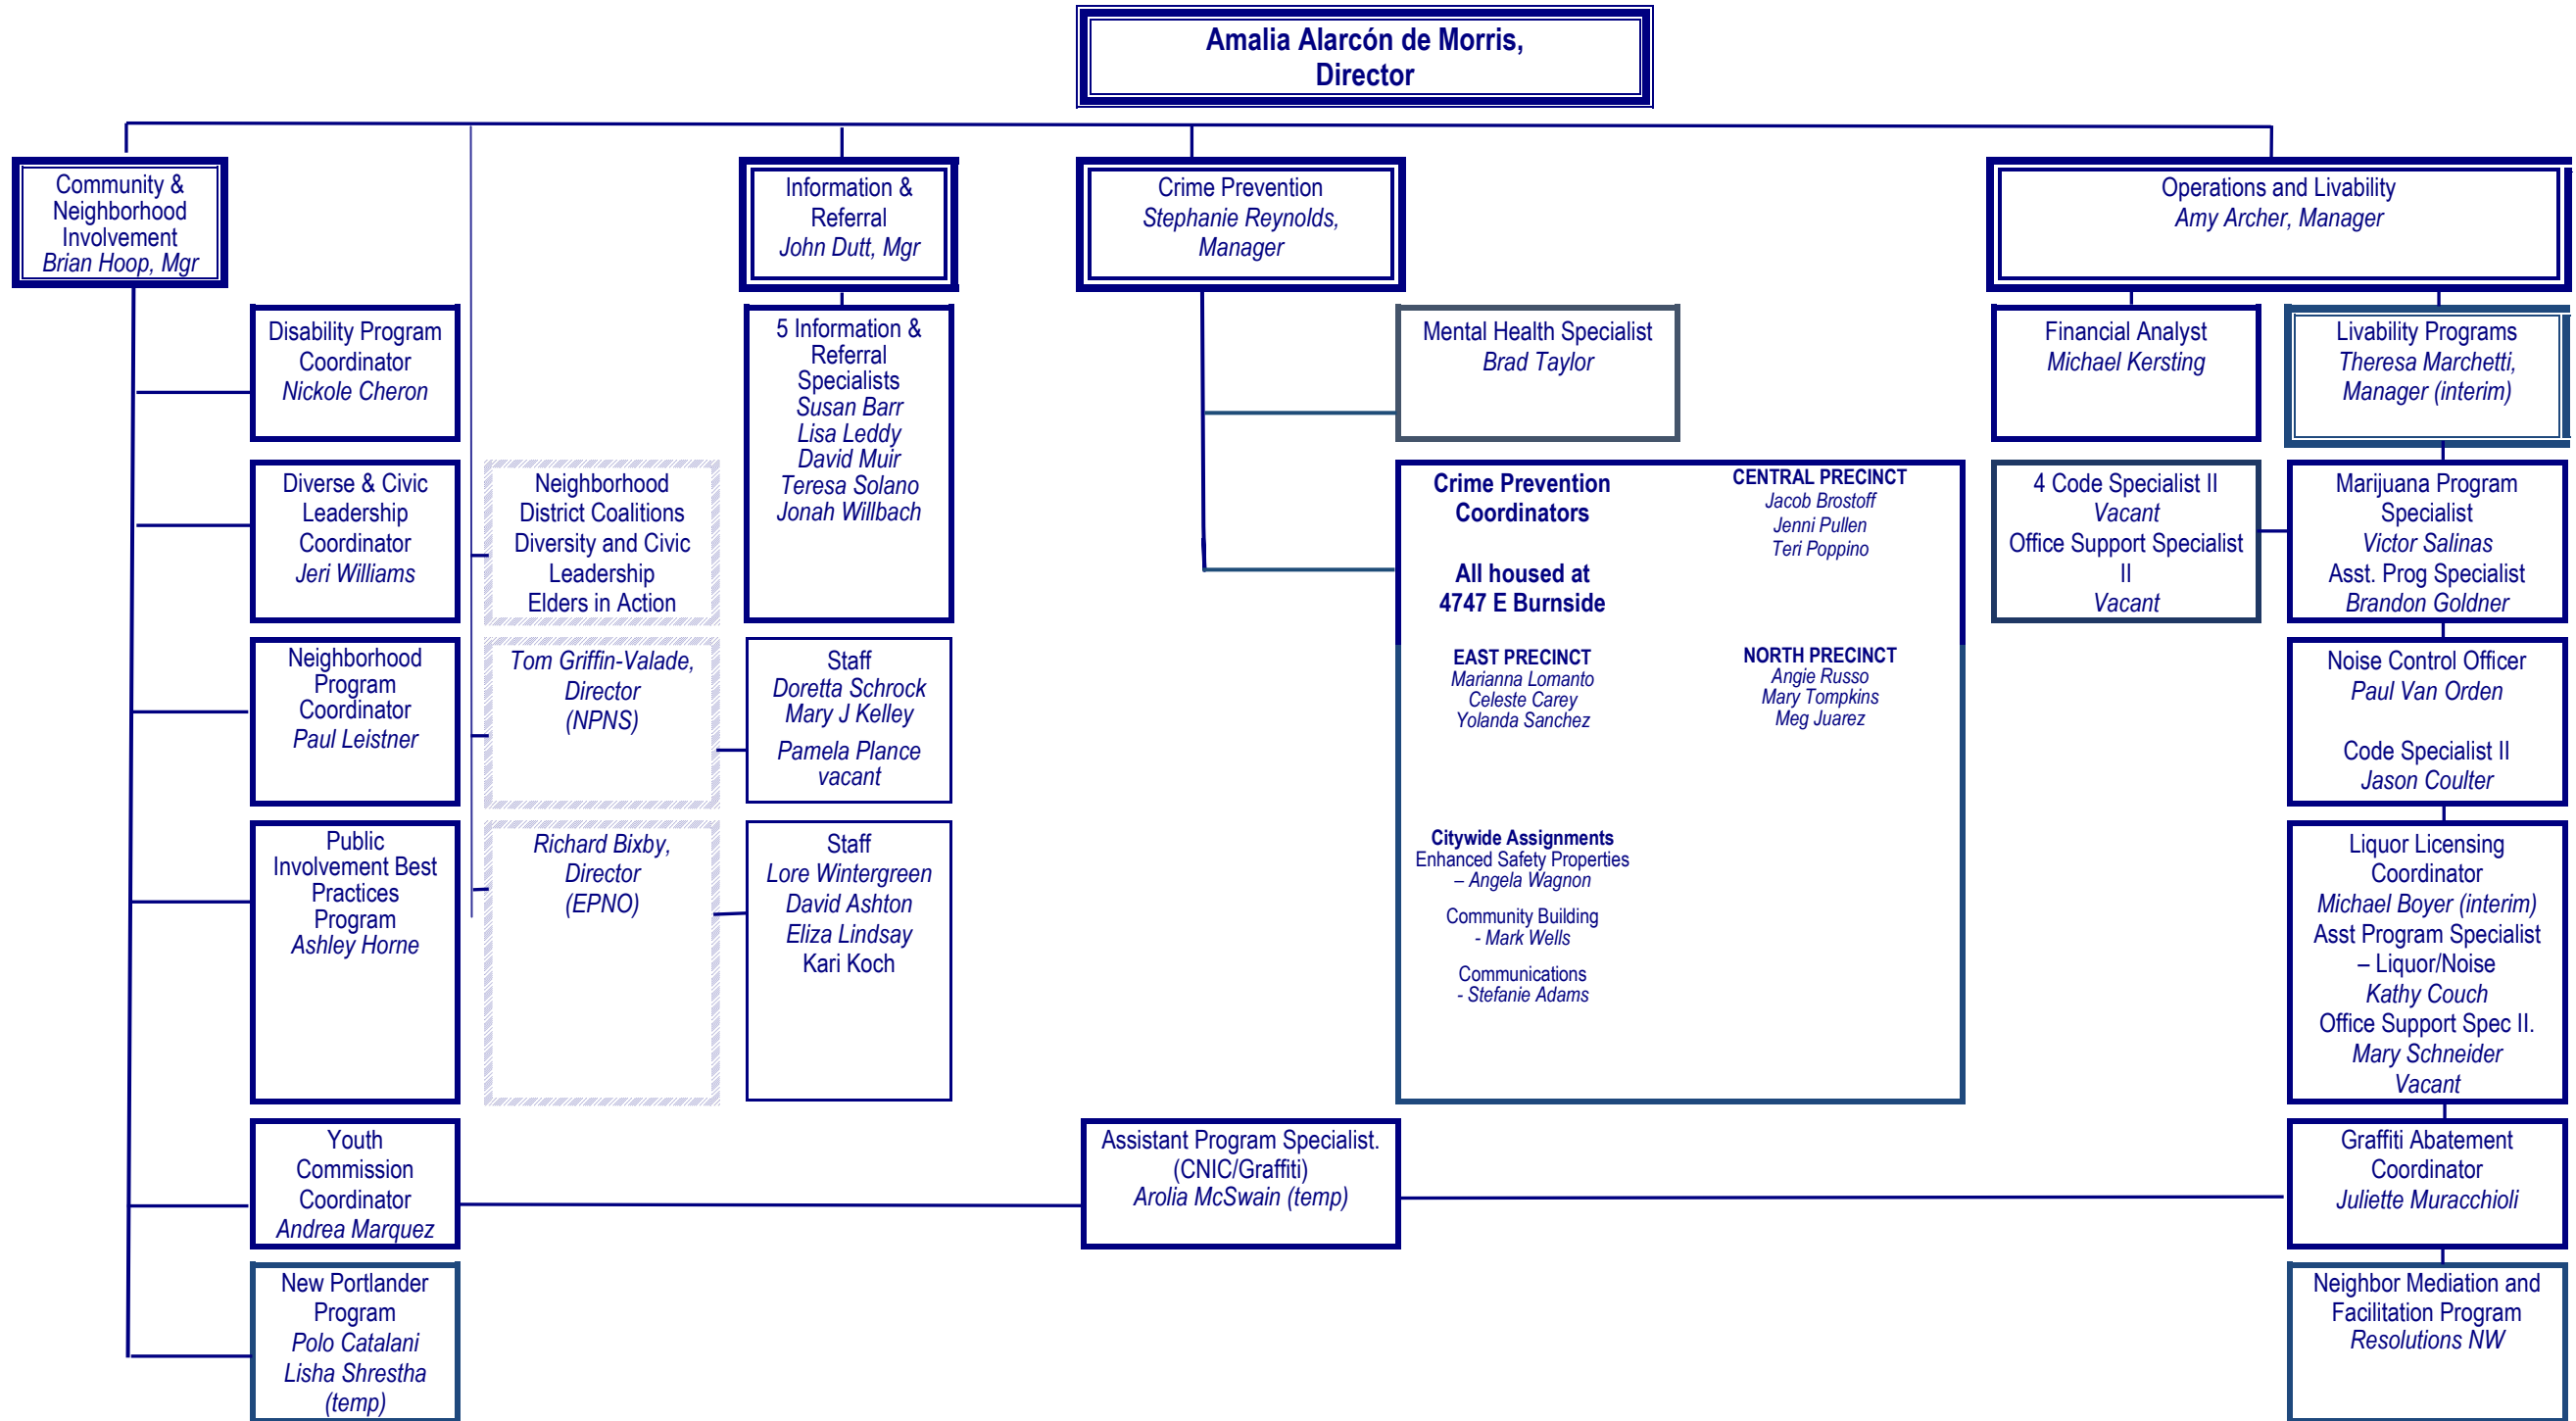 Amalia Alarcón de Morris,
Director
Community &
Neighborhood
Involvement
Brian Hoop, Mgr
Information &
Referral
John Dutt, Mgr
Crime Prevention
Stephanie Reynolds,
Manager
Operations and Livability
Amy Archer, Manager
Disability Program
Coordinator
Nickole Cheron
5 Information &
Referral
Specialists
Susan Barr
Lisa Leddy
David Muir
Teresa Solano
Jonah Willbach
Mental Health Specialist
Brad Taylor
Financial Analyst
Michael Kersting
Livability Programs
Theresa Marchetti,
Manager (interim)
Diverse & Civic
Leadership
Coordinator
Jeri Williams
Neighborhood
District Coalitions
Diversity and Civic
Leadership
Elders in Action
Crime Prevention
Coordinators
All housed at
4747 E Burnside
CENTRAL PRECINCT
Jacob Brostoff
Jenni Pullen
Teri Poppino
EAST PRECINCT
Marianna Lomanto
Celeste Carey
Yolanda Sanchez
NORTH PRECINCT
Angie Russo
Mary Tompkins
Meg Juarez
Citywide Assignments
Enhanced Safety Properties
– Angela Wagnon
Community Building
- Mark Wells
Communications
- Stefanie Adams
4 Code Specialist II
Vacant
Office Support Specialist
II
Vacant
Marijuana Program
Specialist
Victor Salinas
Asst. Prog Specialist
Brandon Goldner
Neighborhood
Program
Coordinator
Paul Leistner
Tom Griffin-Valade,
Director
(NPNS)
Staff
Doretta Schrock
Mary J Kelley
Pamela Plance
vacant
Noise Control Officer
Paul Van Orden
Code Specialist II
Jason Coulter
Public
Involvement Best
Practices
Program
Ashley Horne
Richard Bixby,
Director
(EPNO)
Staff
Lore Wintergreen
David Ashton
Eliza Lindsay
Kari Koch
Liquor Licensing
Coordinator
Michael Boyer (interim)
Asst Program Specialist
– Liquor/Noise
Kathy Couch
Office Support Spec II.
Mary Schneider
Vacant
Youth
Commission
Coordinator
Andrea Marquez
Assistant Program Specialist.
(CNIC/Graffiti)
Arolia McSwain (temp)
Graffiti Abatement
Coordinator
Juliette Muracchioli
New Portlander
Program
Polo Catalani
Lisha Shrestha
(temp)
Neighbor Mediation and
Facilitation Program
Resolutions NW